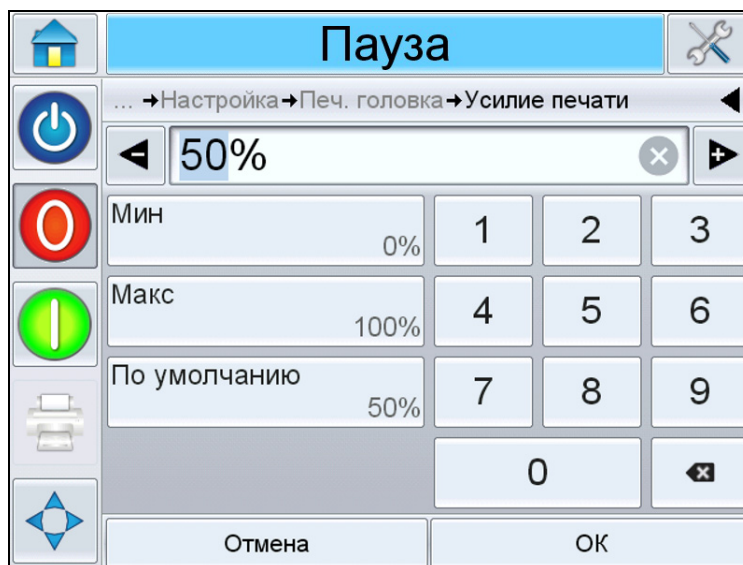 Пауза
... →Настройка→Печ. головка→Усилие печати
50%
Мин
0%
1 2 3
Макс
100%
4 5 6
По умолчанию
50%
7 8 9
0
Отмена OK